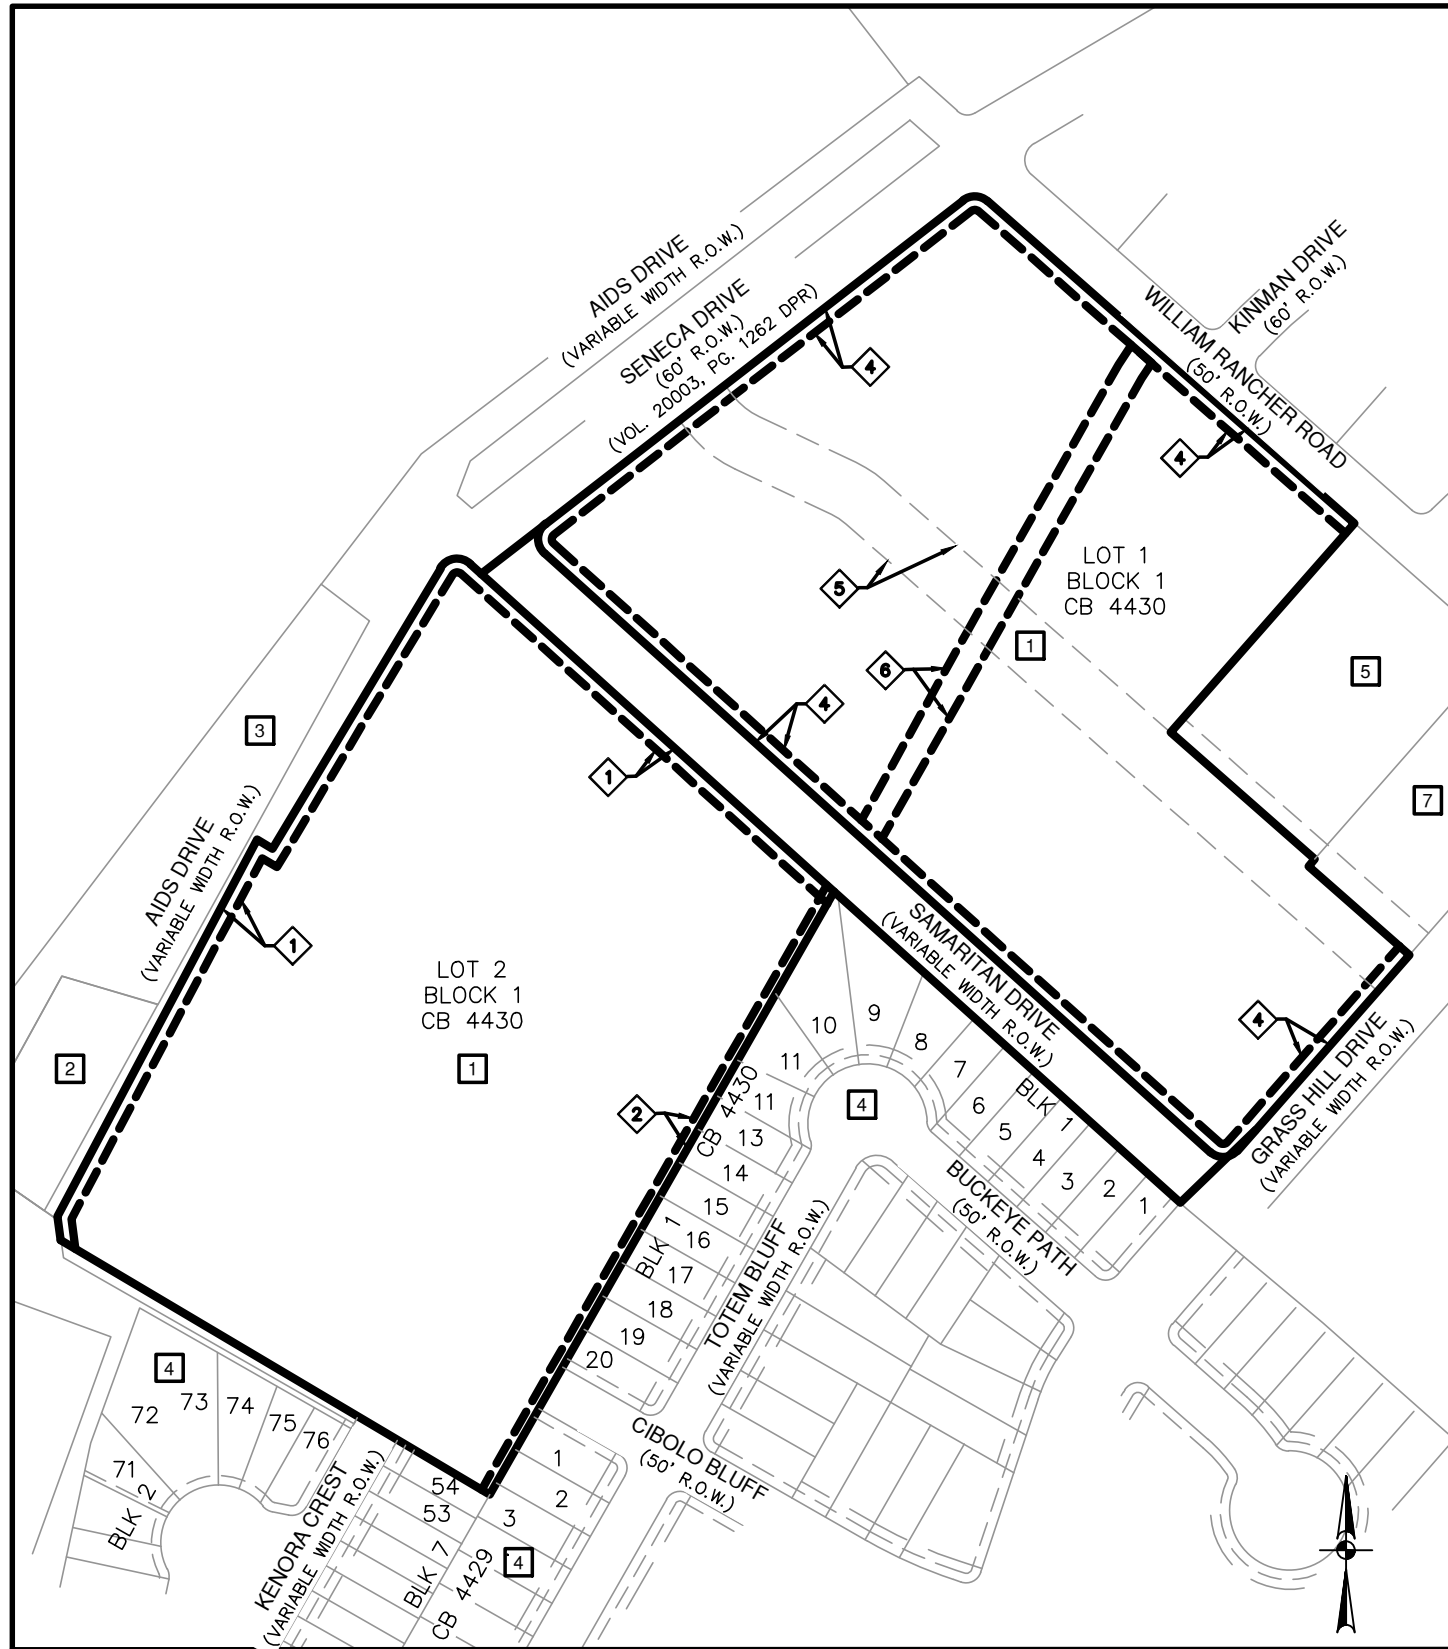 AIDS DRIVE
(VARIABLE WIDTH R.O.W.)
SENECA DRIVE
(60' R.O.W.)
(VOL. 20003, PG. 1262 DPR)
KINMAN DRIVE
(60' R.O.W.)
WILLIAM RANCHER ROAD
(50' R.O.W.)
4
4
LOT 1
BLOCK 1
CB 4430
1
5
5
6
4
3
1
7
AIDS DRIVE
(VARIABLE WIDTH R.O.W.)
1
LOT 2
BLOCK 1
CB 4430
1
2
SAMARITAN DRIVE
(VARIABLE WIDTH R.O.W.)
4
GRASS HILL DRIVE
(VARIABLE WIDTH R.O.W.)
2
CB 4430
BLK 1
11
10
9
8
7
6
5
4
3
2
1
BLK 1
4
11
13
14
15
16
17
18
19
20
BUCKEYE PATH
(50' R.O.W.)
TOTEM BLUFF
(VARIABLE WIDTH R.O.W.)
CIBOLO BLUFF
(50' R.O.W.)
4
71
72
73
74
75
76
BLK 2
KENORA CREST
(VARIABLE WIDTH R.O.W.)
54
53
BLK 7
CB 4429
1
2
3
4